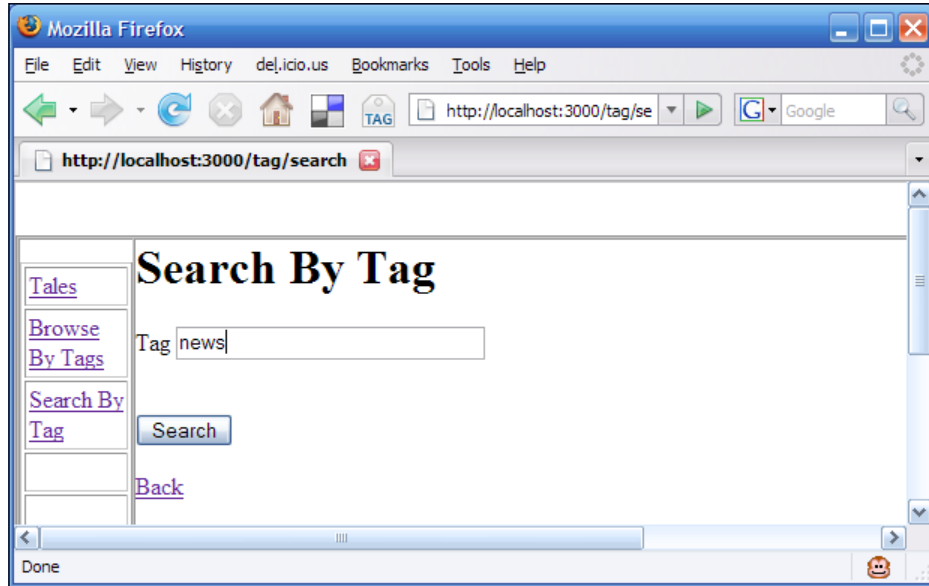 Mozilla Firefox
File Edit View History del.icio.us Bookmarks Tools Help
TAG http://localhost:3000/tag/se G Google
http://localhost:3000/tag/search
Search By Tag
Tales
Browse
By Tags
Tag news
Search By
Tag
Search
Back
Done